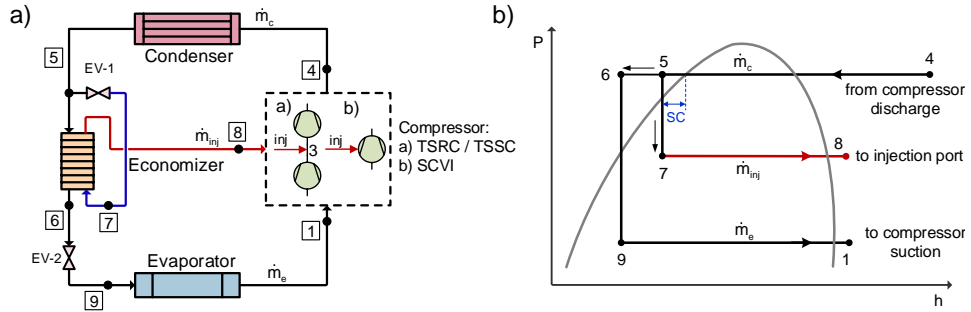 a)
ṁc
Condenser
5
EV-1
4
a)
b)
ṁinj
8
inj
3
inj
Compressor:
a) TSRC / TSSC
b) SCVI
Economizer
6
7
1
EV-2
Evaporator
ṁe
9
b)
P
6
5
ṁc
4
from compressor
discharge
SC
8
to injection port
7
ṁinj
ṁe
to compressor
suction
9
1
h